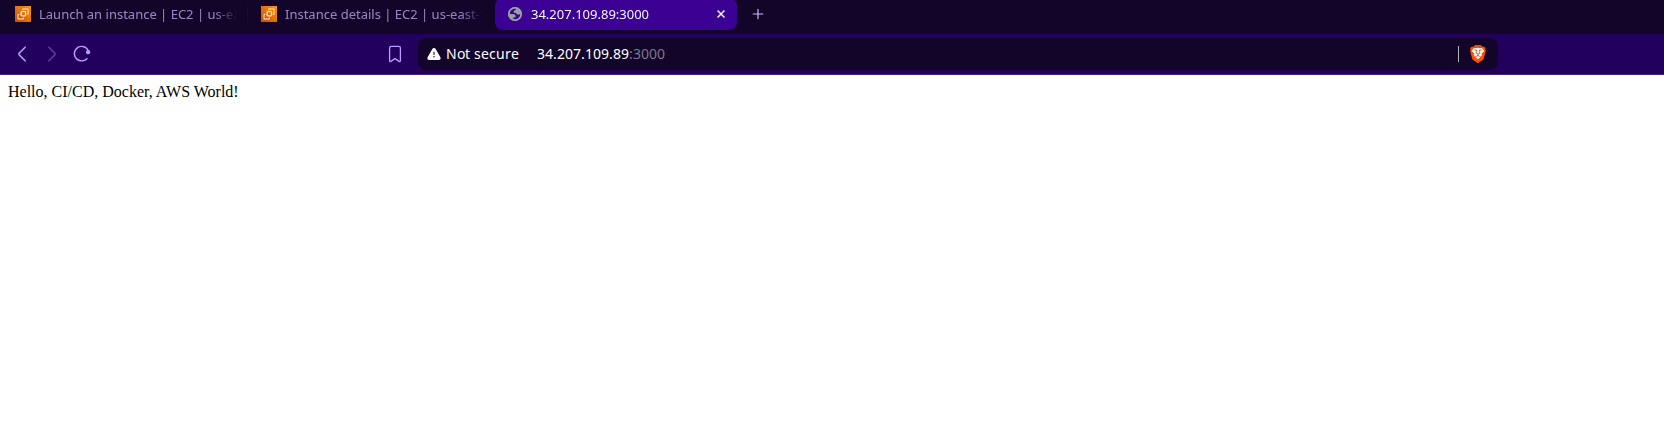 Launch an instance | EC2 | us-e
Instance details | EC2 | us-east-
34.207.109.89:3000
Not secure
34.207.109.89:3000
Hello, CI/CD, Docker, AWS World!